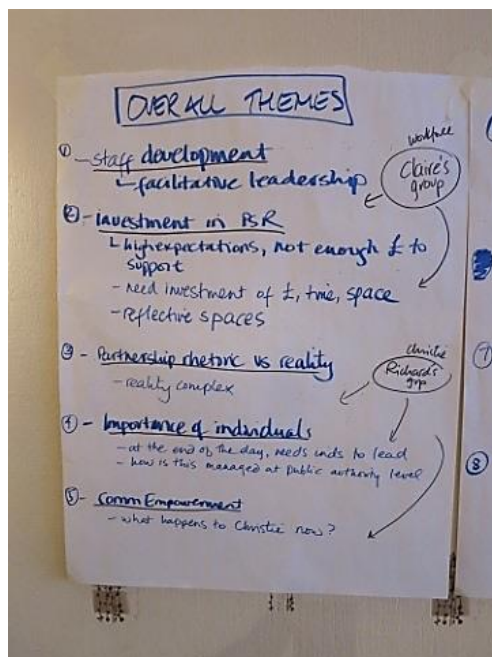 OVERALL THEMES
① - staff development
workforce
Claire's
group
- facilitative leadership
② - investment in PSR
high expectations, not enough £ to
support
- need investment of £, time, space
- reflective spaces
③ - Partnership rhetoric vs reality
christie
Richard's
grp
- reality complex
④ - Importance of individuals
- at the end of the day, needs inds to lead
- how is this managed at public authority level
⑤ - Comm Empowerment
- what happens to Christie now?
⑦
⑧